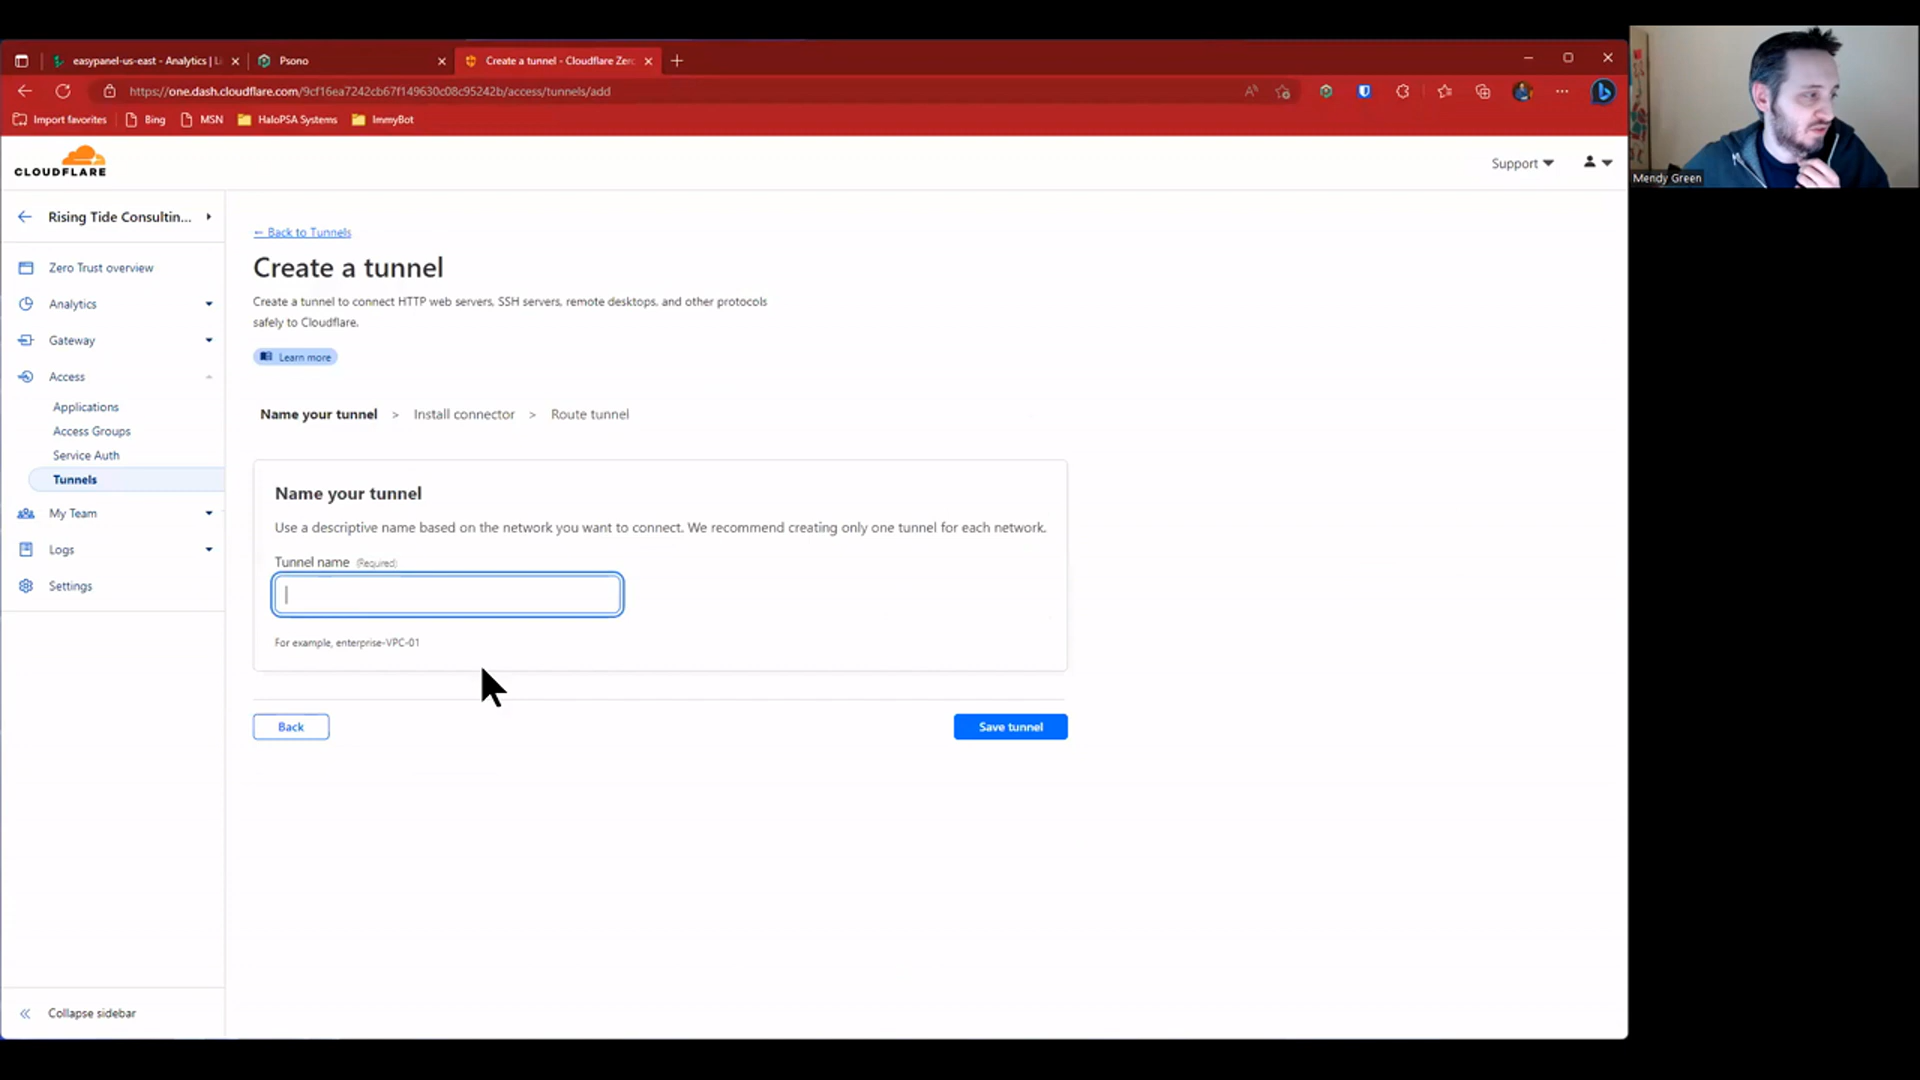 easypanel-us-east - Analytics | Li
Psono
Create a tunnel - Cloudflare Zero
https://one.dash.cloudflare.com/9cf16ea7242cb67f149630c08c95242b/access/tunnels/add
Import favorites
Bing
MSN
HaloPSA Systems
ImmyBot
Mendy Green
CLOUDFLARE
Support
Rising Tide Consultin...
Zero Trust overview
Analytics
Gateway
Access
Applications
Access Groups
Service Auth
Tunnels
My Team
Logs
Settings
Collapse sidebar
← Back to Tunnels
Create a tunnel
Create a tunnel to connect HTTP web servers, SSH servers, remote desktops, and other protocols
safely to Cloudflare.
Learn more
Name your tunnel > Install connector > Route tunnel
Name your tunnel
Use a descriptive name based on the network you want to connect. We recommend creating only one tunnel for each network.
Tunnel name (Required)
For example, enterprise-VPC-01
Back
Save tunnel